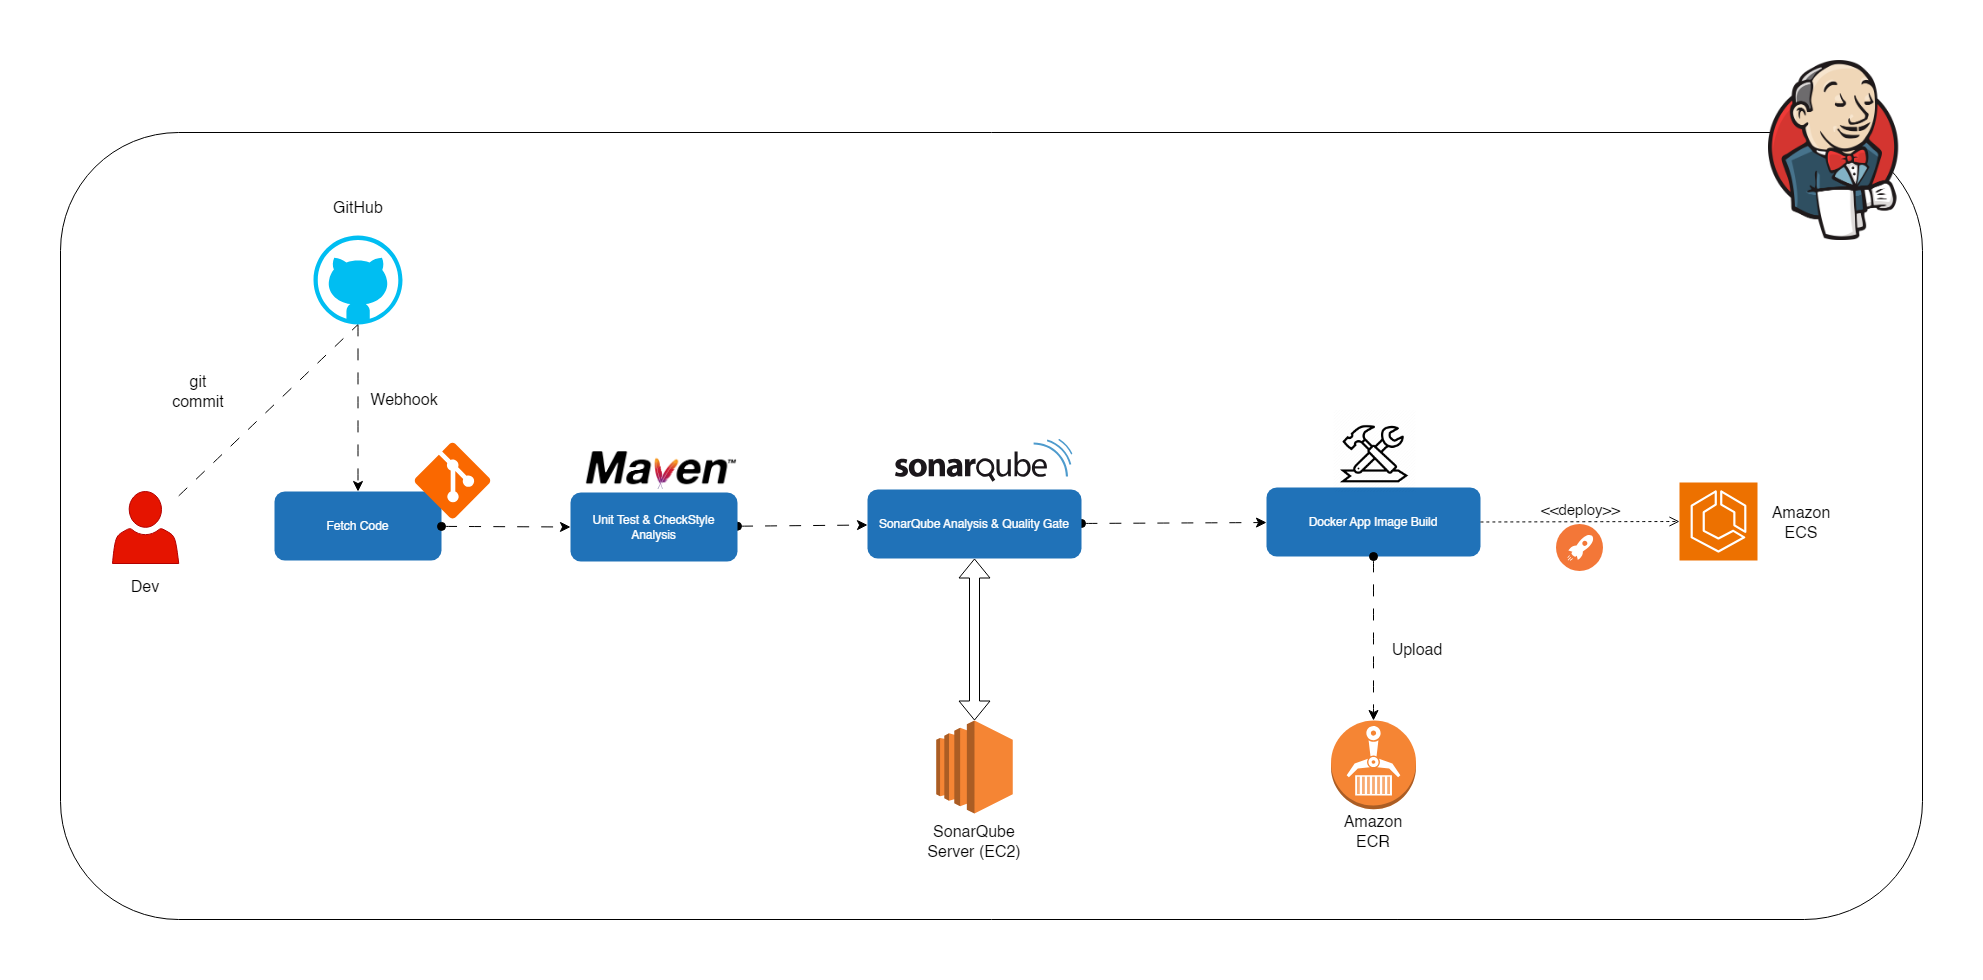 GitHub
git
commit
Webhook
Dev
Fetch Code
Maven™
Unit Test & CheckStyle
Analysis
sonarqube
SonarQube Analysis & Quality Gate
Docker App Image Build
<<deploy>>
Amazon
ECS
Upload
SonarQube
Server (EC2)
Amazon
ECR